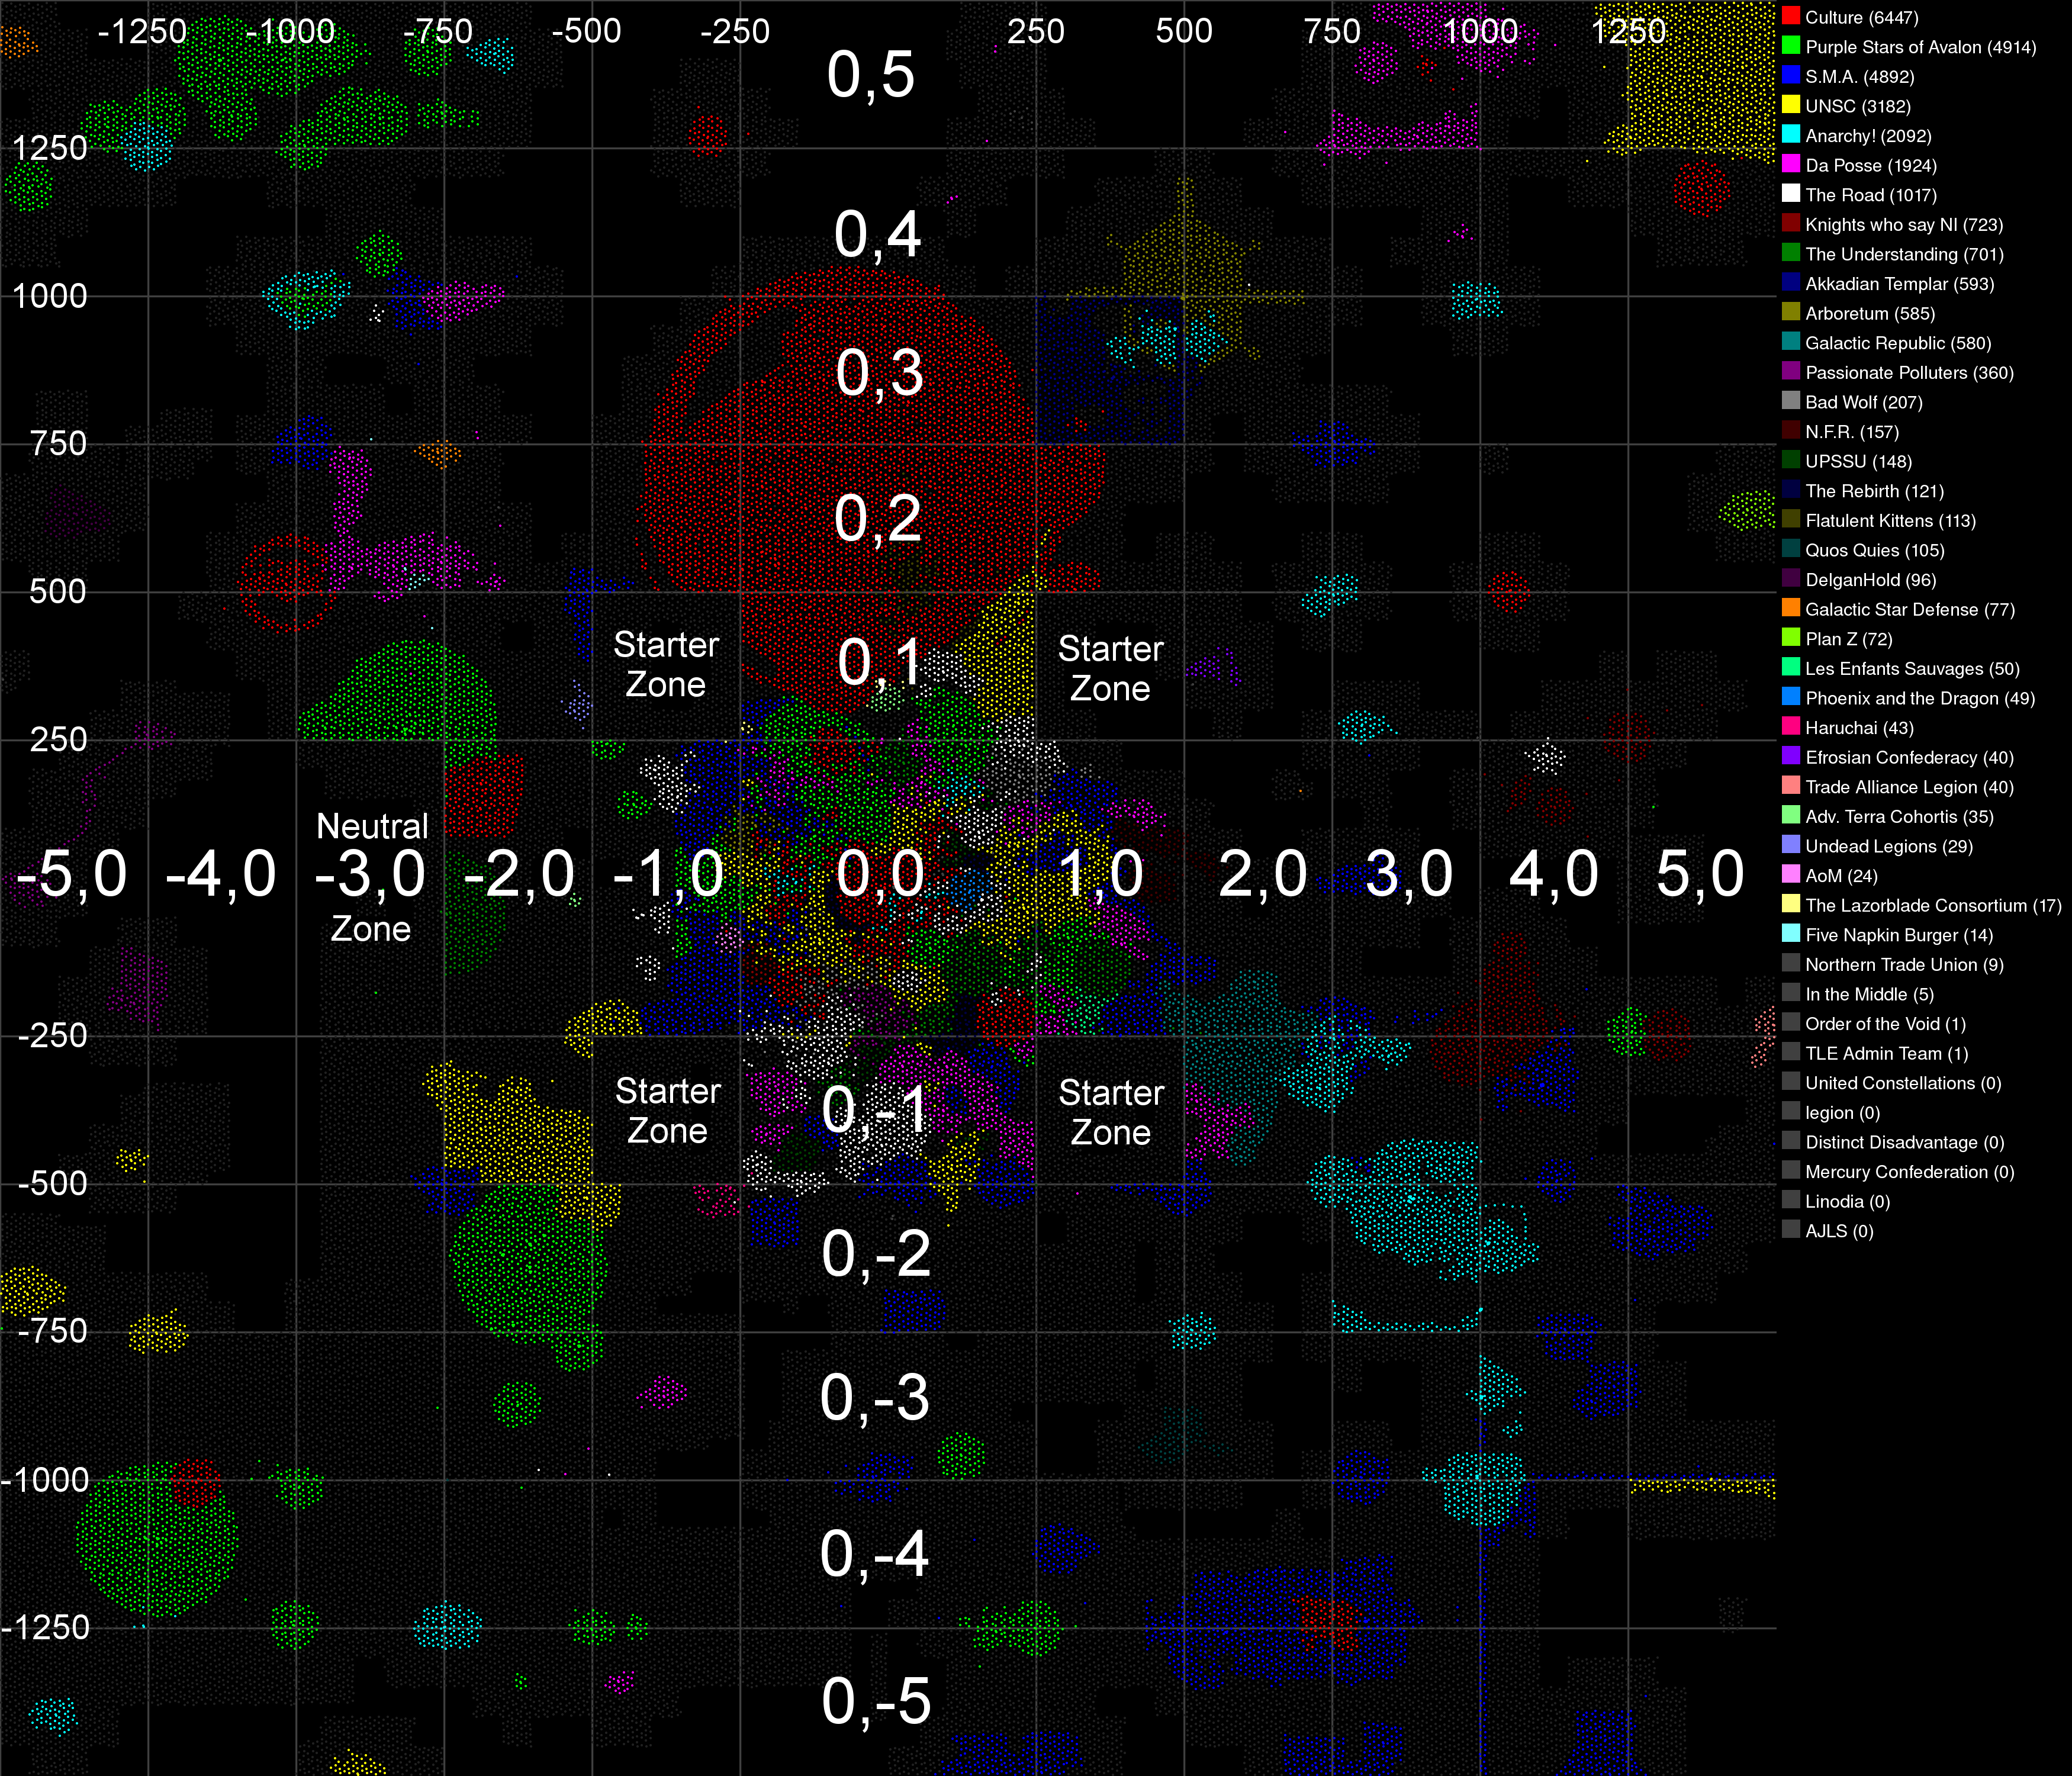 -1250 -1000 -750 -500 -250 250 500 750 1000 1250
0,5
1250
0,4
1000
0,3
750
0,2
500
Starter
Zone
0,1
Starter
Zone
250
Neutral
-5,0 -4,0 -3,0 -2,0 -1,0 0,0 1,0 2,0 3,0 4,0 5,0
Zone
-250
Starter
Zone
0,-1
Starter
Zone
-500
0,-2
-750
0,-3
-1000
0,-4
-1250
0,-5
Culture (6447)
Purple Stars of Avalon (4914)
S.M.A. (4892)
UNSC (3182)
Anarchy! (2092)
Da Posse (1924)
The Road (1017)
Knights who say NI (723)
The Understanding (701)
Akkadian Templar (593)
Arboretum (585)
Galactic Republic (580)
Passionate Polluters (360)
Bad Wolf (207)
N.F.R. (157)
UPSSU (148)
The Rebirth (121)
Flatulent Kittens (113)
Quos Quies (105)
DelganHold (96)
Galactic Star Defense (77)
Plan Z (72)
Les Enfants Sauvages (50)
Phoenix and the Dragon (49)
Haruchai (43)
Efrosian Confederacy (40)
Trade Alliance Legion (40)
Adv. Terra Cohortis (35)
Undead Legions (29)
AoM (24)
The Lazorblade Consortium (17)
Five Napkin Burger (14)
Northern Trade Union (9)
In the Middle (5)
Order of the Void (1)
TLE Admin Team (1)
United Constellations (0)
legion (0)
Distinct Disadvantage (0)
Mercury Confederation (0)
Linodia (0)
AJLS (0)